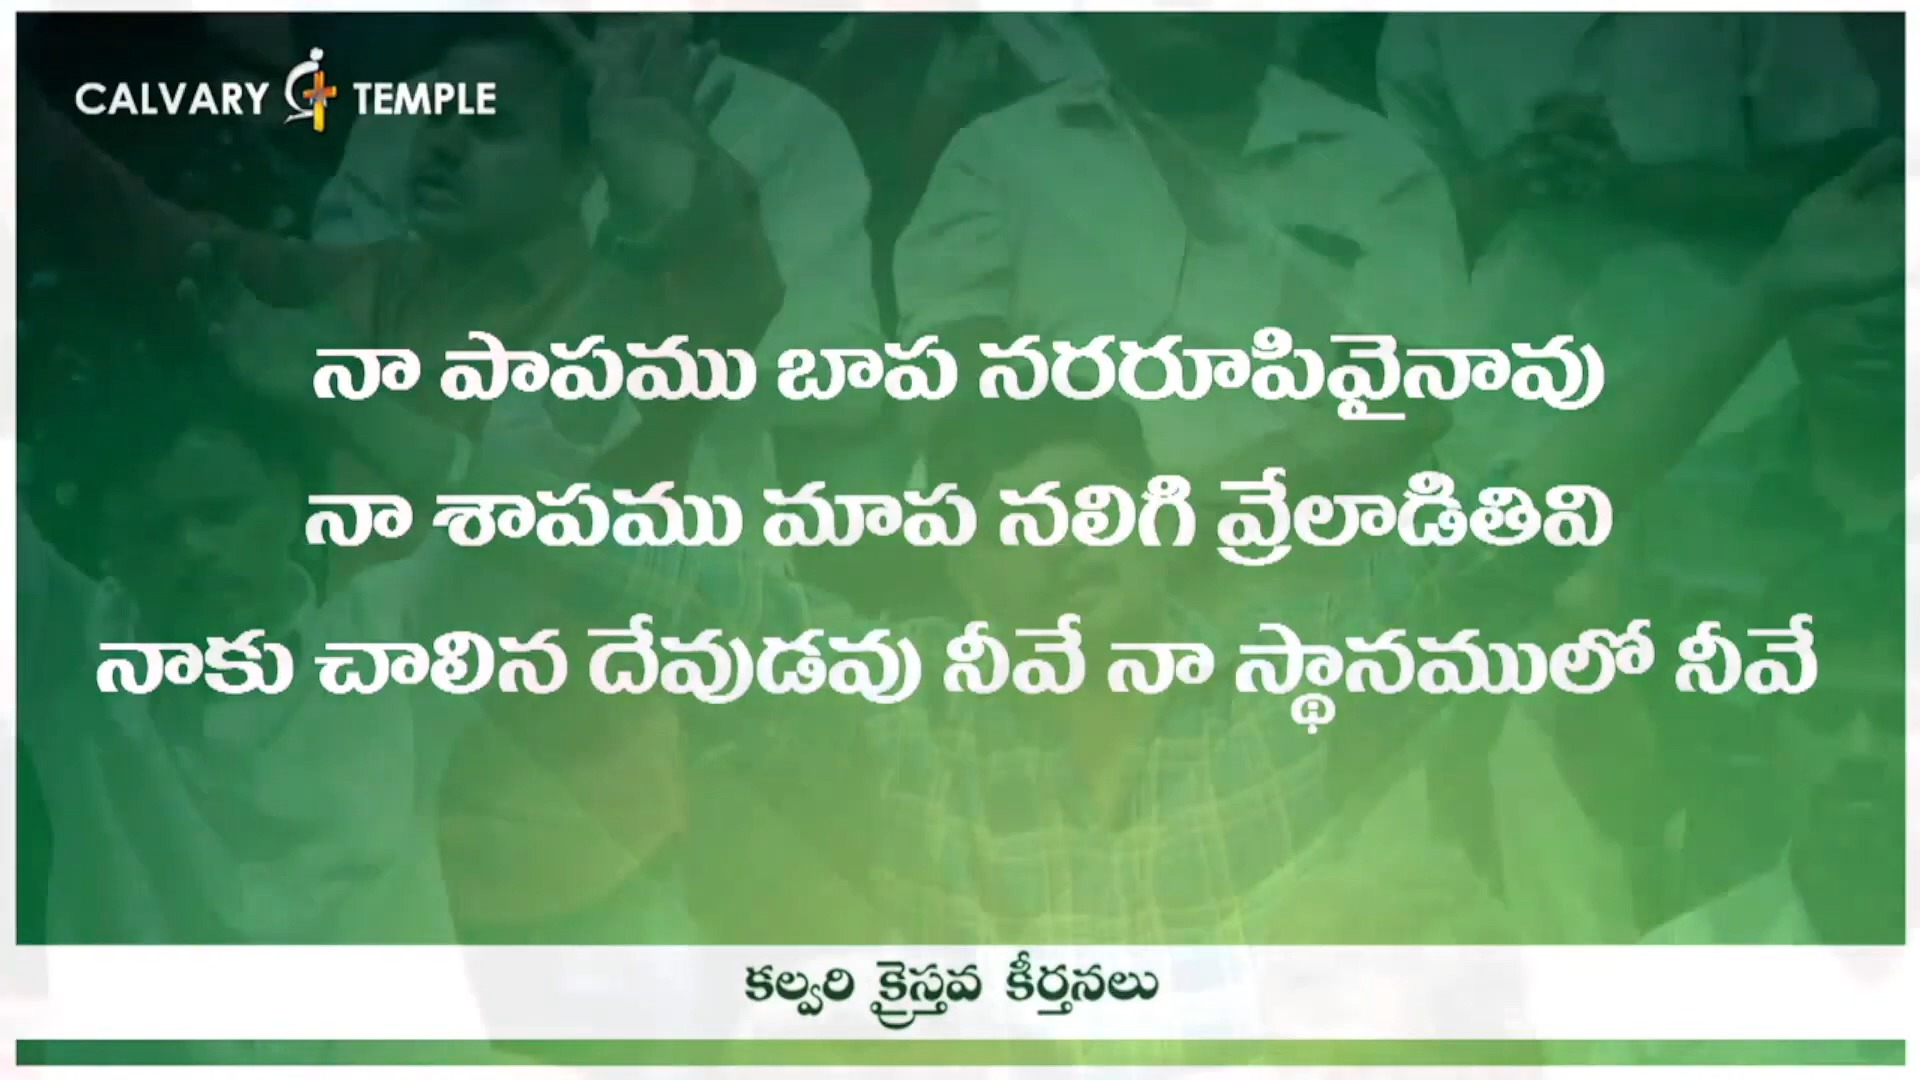 CALVARY TEMPLE
నా పాపము బాప నరరూపివైనావు
నా శాపము మాప నలిగి వ్రేలాడితివి
నాకు చాలిన దేవుడవు నీవే నా స్థానములో నీవే
కల్వరి క్రైస్తవ కీర్తనలు